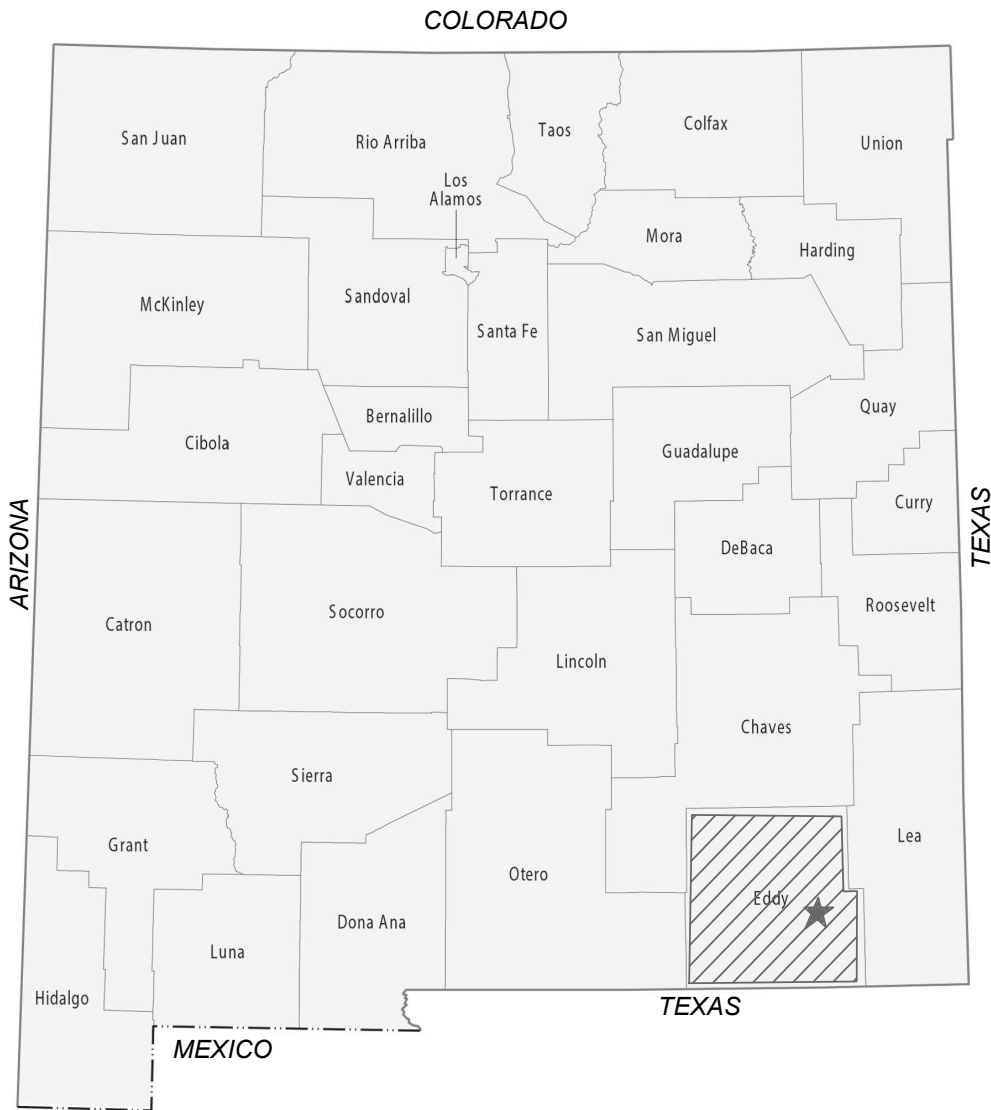 COLORADO
San Juan
Rio Arriba
Taos
Colfax
Union
Los
Alamos
Mora
Harding
McKinley
Sandoval
Santa Fe
San Miguel
Bernalillo
Quay
Cibola
Guadalupe
Valencia
Torrance
Curry
ARIZONA
TEXAS
DeBaca
Catron
Socorro
Roosevelt
Lincoln
Chaves
Sierra
Grant
Lea
Otero
Eddy
Dona Ana
Luna
Hidalgo
TEXAS
MEXICO